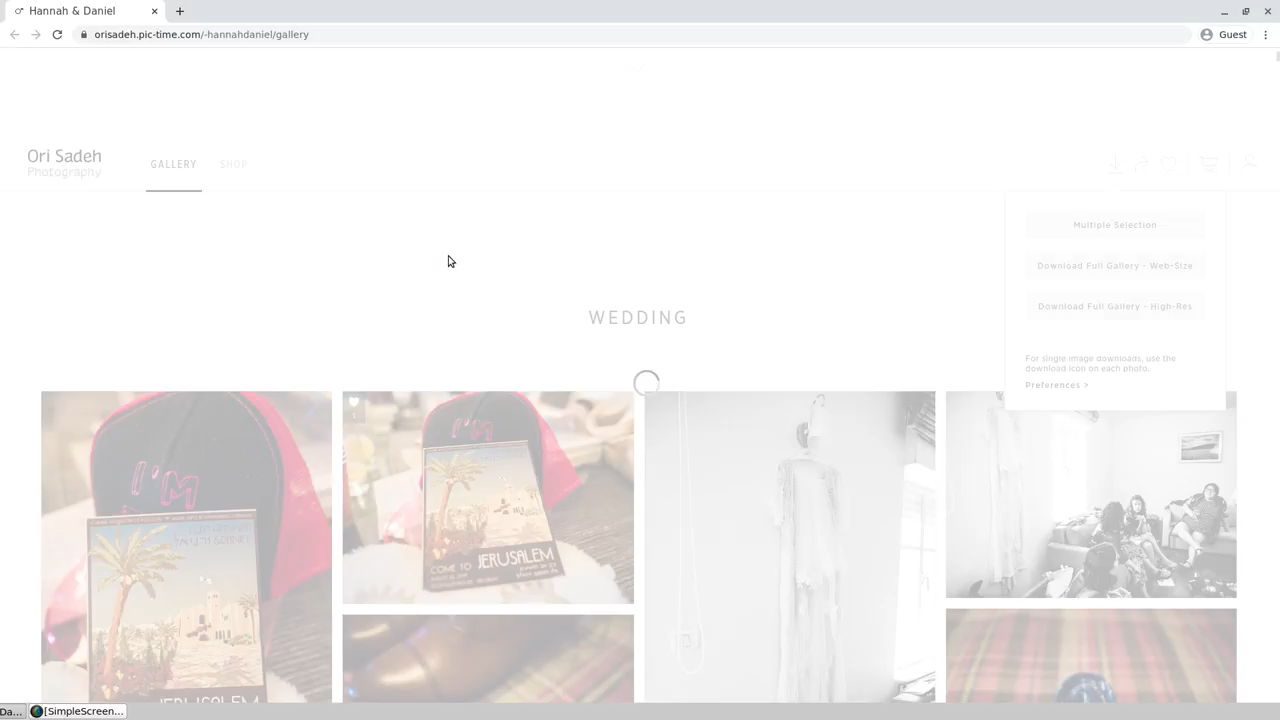 Hannah & Daniel
orisadeh.pic-time.com/-hannahdaniel/gallery
Guest
Ori Sadeh
Photography
GALLERY
SHOP
Multiple Selection
Download Full Gallery - Web-Size
Download Full Gallery - High-Res
For single image downloads, use the
download icon on each photo.
Preferences >
WEDDING
I'M
I'M
COME TO JERUSALEM
JERUSALEM
Da...
[SimpleScreen...